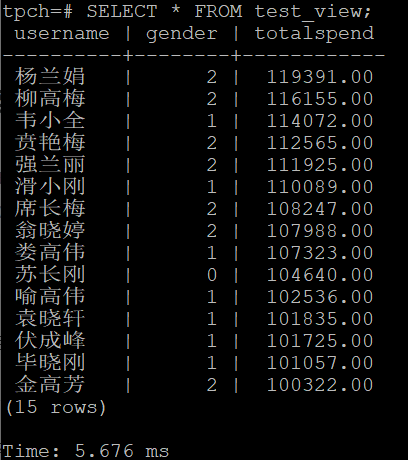 tpch=# SELECT * FROM test_view;
username | gender | totalspend
----------+--------+------------
杨兰娟 | 2 | 119391.00
柳高梅 | 2 | 116155.00
韦小全 | 1 | 114072.00
贲艳梅 | 2 | 112565.00
强兰丽 | 2 | 111925.00
滑小刚 | 1 | 110089.00
席长梅 | 2 | 108247.00
翁晓婷 | 2 | 107988.00
娄高伟 | 1 | 107323.00
苏长刚 | 0 | 104640.00
喻高伟 | 1 | 102536.00
袁晓轩 | 1 | 101835.00
伏成峰 | 1 | 101725.00
毕晓刚 | 1 | 101057.00
金高芳 | 2 | 100322.00
(15 rows)
Time: 5.676 ms